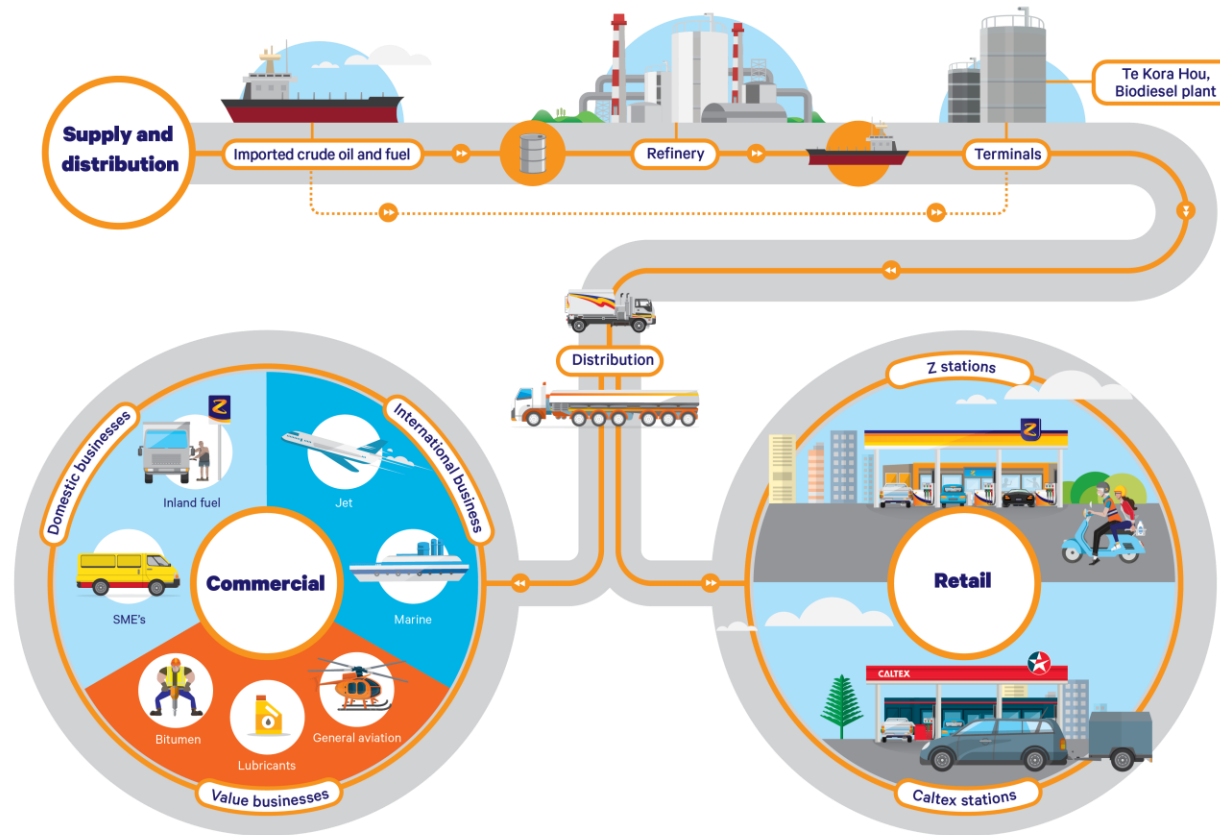 Supply and
distribution
Imported crude oil and fuel
Refinery
Terminals
Te Kora Hou,
Biodiesel plant
Distribution
Domestic businesses
International business
Z
Inland fuel
Jet
SME's
Commercial
Marine
Bitumen
Lubricants
General aviation
Value businesses
Z stations
Z
Retail
CALTEX
Caltex stations